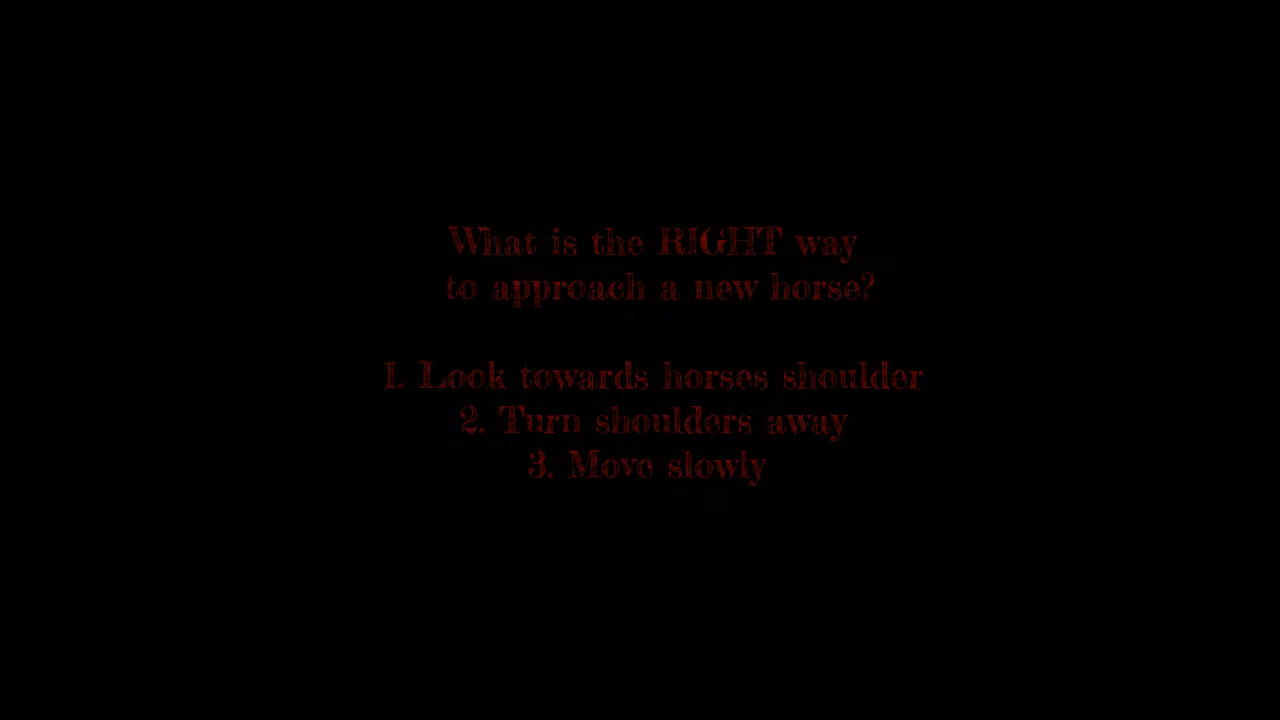 What is the RIGHT way
to approach a new horse?
1. Look towards horses shoulder
2. Turn shoulders away
3. Move slowly